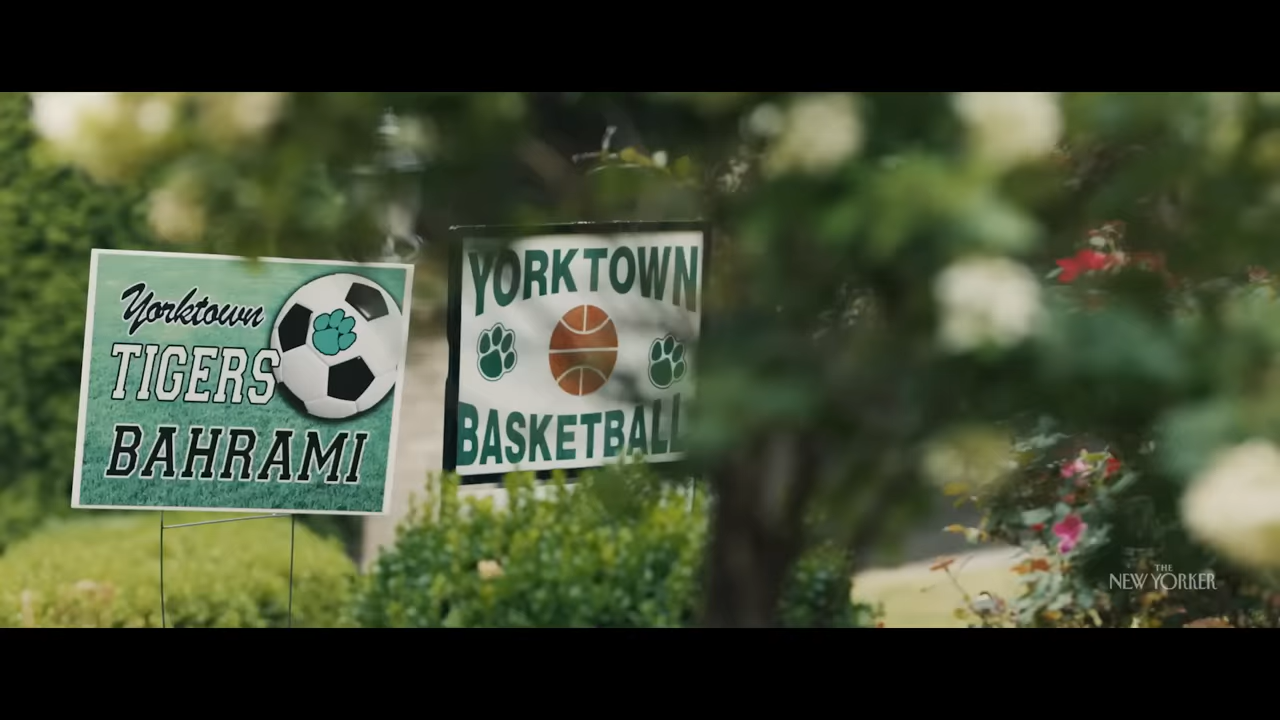 Yorktown
TIGERS
BAHRAMI
YORKTOWN
BASKETBALL
THE
NEW YORKER